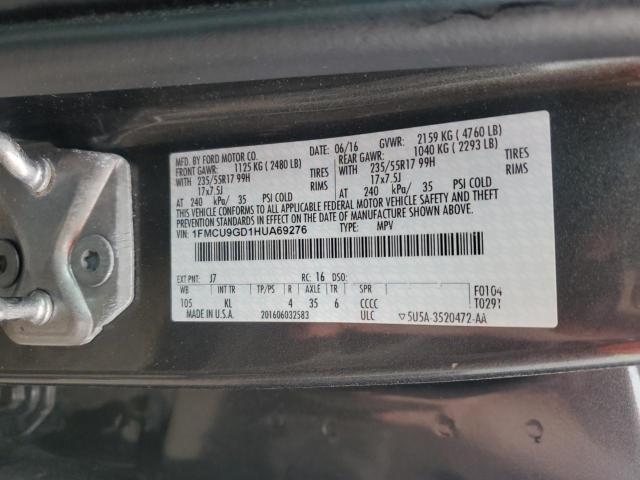 MFD. BY FORD MOTOR CO. DATE: 06/16 GVWR: 2159 KG ( 4760 LB)
FRONT GAWR: 1125 KG ( 2480 LB) REAR GAWR: 1040 KG ( 2293 LB)
WITH 235/55R17 99H TIRES WITH 235/55R17 99H TIRES
17x7.5J RIMS 17x7.5J RIMS
AT 240 kPa/ 35 PSI COLD AT 240 kPa/ 35 PSI COLD
THIS VEHICLE CONFORMS TO ALL APPLICABLE FEDERAL MOTOR VEHICLE SAFETY AND THEFT
PREVENTION STANDARDS IN EFFECT ON THE DATE OF MANUFACTURE SHOWN ABOVE.
VIN: 1FMCU9GD1HUA69276 TYPE: MPV
EXT PNT: J7 RC: 16 DSO:
WB INT TR TP/PS R AXLE TR SPR F0104
105 KL 4 35 6 CCCC T0291
MADE IN U.S.A. 201606032583 ULC ▽5U5A-3520472-AA